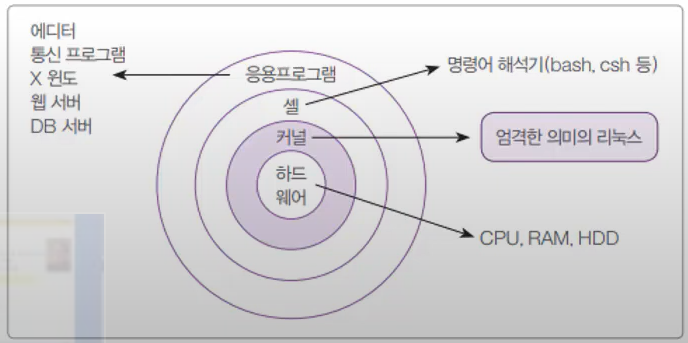 에디터
통신 프로그램
X 윈도
웹 서버
DB 서버
응용프로그램
셸
커널
하드
웨어
명령어 해석기(bash, csh 등)
엄격한 의미의 리눅스
CPU, RAM, HDD